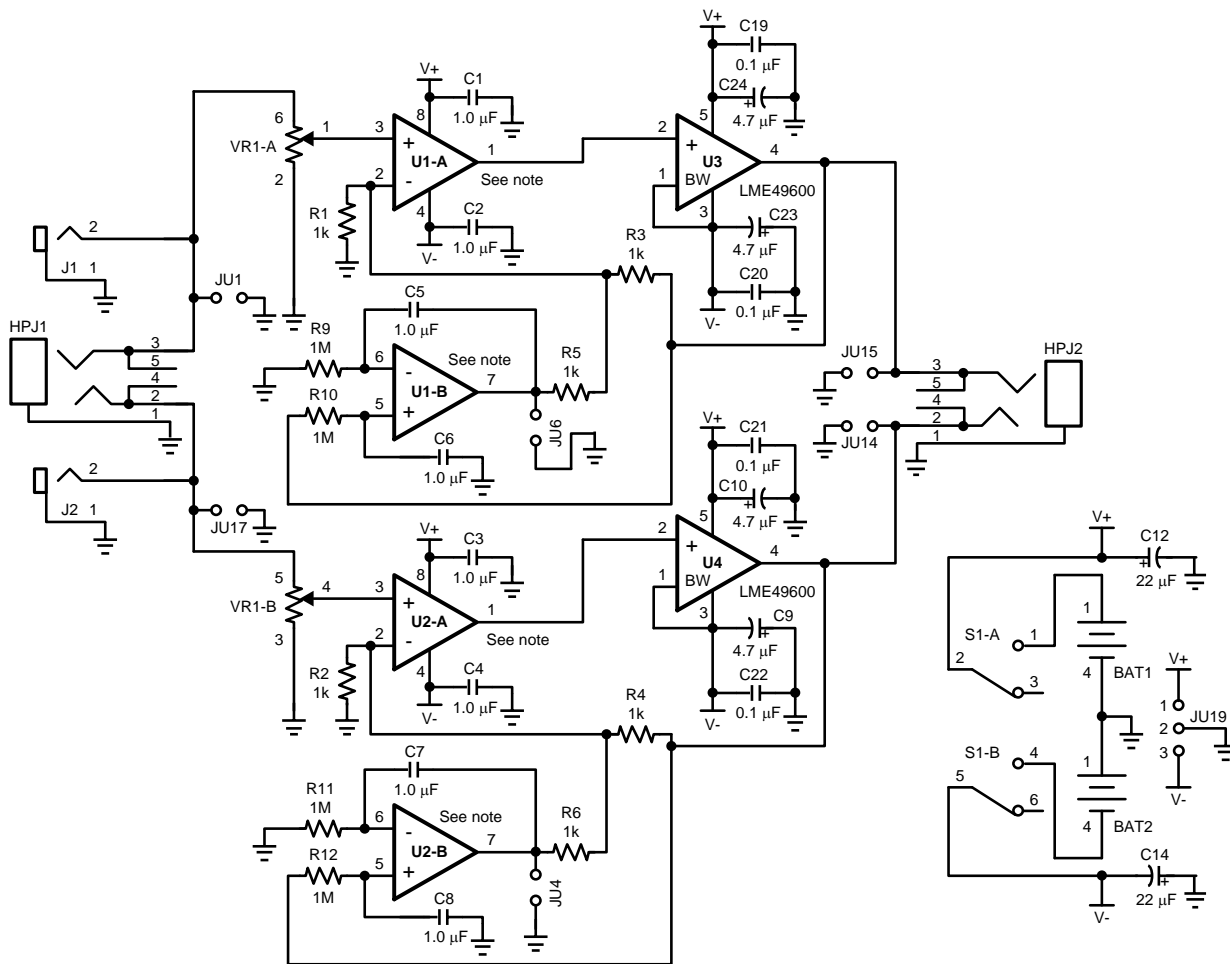 V+
C19
0.1 µF
C24
+
4.7 µF
5
V+
C1
1.0 µF
8
6
1
VR1-A
2
3
+
U1-A
2
-
1
See note
4
C2
1.0 µF
V-
R1
1k
2
+
U3
1
BW
4
LME49600
3
C23
+
4.7 µF
C20
0.1 µF
V-
R3
1k
2
J1
1
JU1
C5
1.0 µF
R9
1M
6
-
See note
U1-B
7
R5
1k
R10
1M
5
+
C6
1.0 µF
JU6
HPJ1
3
5
4
2
1
JU15
JU14
3
5
4
2
1
HPJ2
2
J2
1
JU17
V+
C21
0.1 µF
C10
+
4.7 µF
5
V+
C3
1.0 µF
8
5
4
VR1-B
3
3
+
U2-A
2
-
1
See note
4
C4
1.0 µF
V-
R2
1k
2
+
U4
1
BW
4
LME49600
3
C9
+
4.7 µF
C22
0.1 µF
V-
R4
1k
C7
1.0 µF
R11
1M
6
-
See note
U2-B
7
R6
1k
R12
1M
5
+
C8
1.0 µF
JU4
V+
C12
+
22 µF
S1-A
1
2
3
1
4
BAT1
V+
1
2
3
JU19
V-
S1-B
4
5
6
1
4
BAT2
C14
+
22 µF
V-